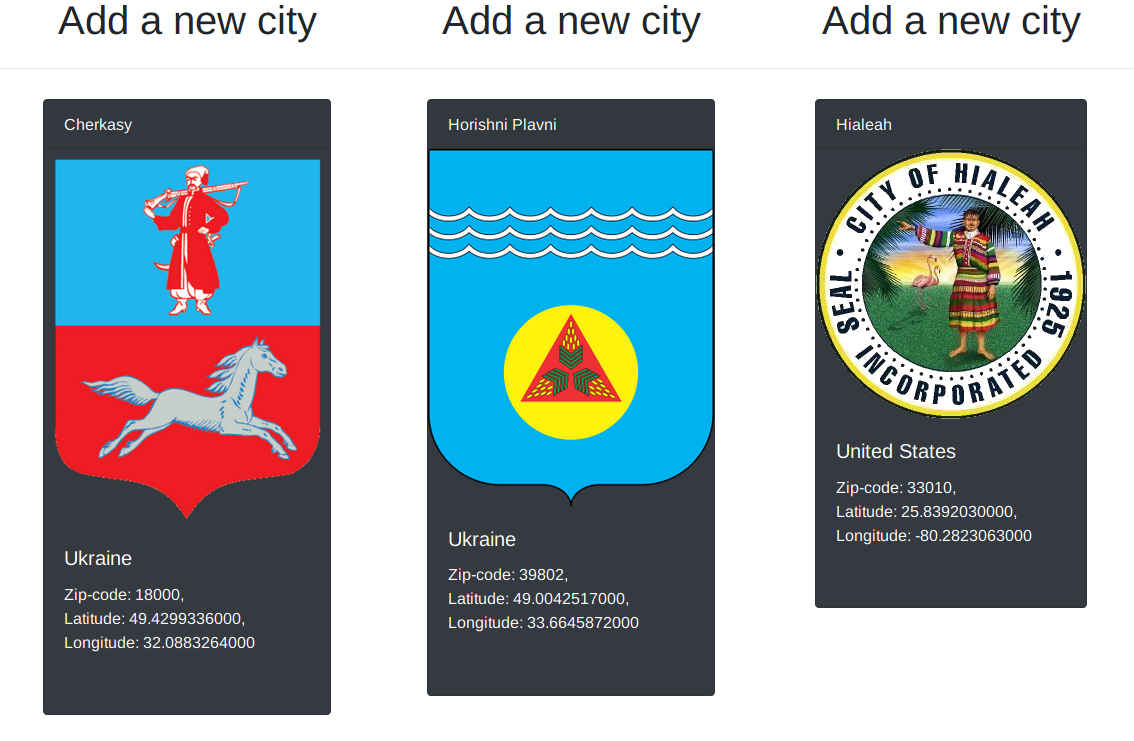 Add a new city
Add a new city
Add a new city
Cherkasy
Ukraine
Zip-code: 18000,
Latitude: 49.4299336000,
Longitude: 32.0883264000
Horishni Plavni
Ukraine
Zip-code: 39802,
Latitude: 49.0042517000,
Longitude: 33.6645872000
Hialeah
CITY OF HIALEAH
SEAL • INCORPORATED • 1925
United States
Zip-code: 33010,
Latitude: 25.8392030000,
Longitude: -80.2823063000